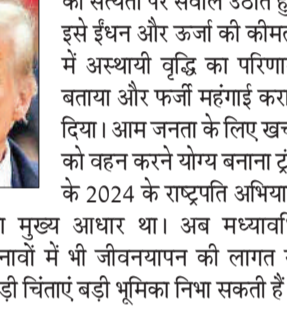 की सत्यता पर सवाल उठाते हु
इसे ईंधन और ऊर्जा की कीमत
में अस्थायी वृद्धि का परिणा
बताया और फर्जी महंगाई करा
दिया। आम जनता के लिए खच
को वहन करने योग्य बनाना ट्रं
के 2024 के राष्ट्रपति अभिया
ा मुख्य आधार था। अब मध्यावि
नावों में भी जीवनयापन की लागत
ड़ी चिंताएं बड़ी भूमिका निभा सकती हैं